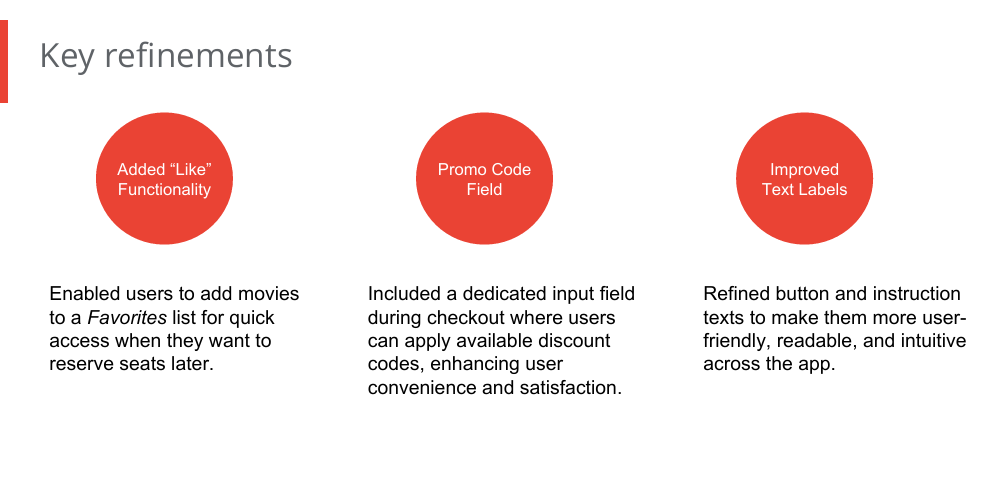 Key refinements
Added “Like”
Functionality
Promo Code
Field
Improved
Text Labels
Enabled users to add movies
to a Favorites list for quick
access when they want to
reserve seats later.
Included a dedicated input field
during checkout where users
can apply available discount
codes, enhancing user
convenience and satisfaction.
Refined button and instruction
texts to make them more user-
friendly, readable, and intuitive
across the app.